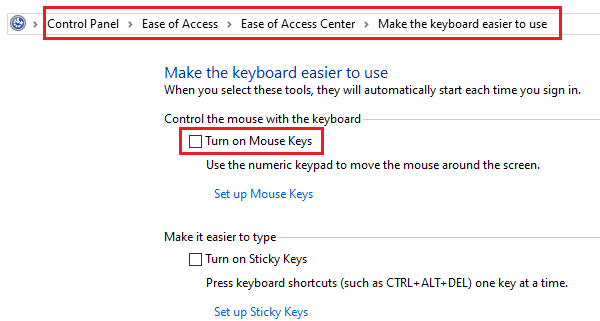 Control Panel > Ease of Access > Ease of Access Center > Make the keyboard easier to use
Make the keyboard easier to use
When you select these tools, they will automatically start each time you sign in.
Control the mouse with the keyboard
Turn on Mouse Keys
Use the numeric keypad to move the mouse around the screen.
Set up Mouse Keys
Make it easier to type
Turn on Sticky Keys
Press keyboard shortcuts (such as CTRL+ALT+DEL) one key at a time.
Set up Sticky Keys